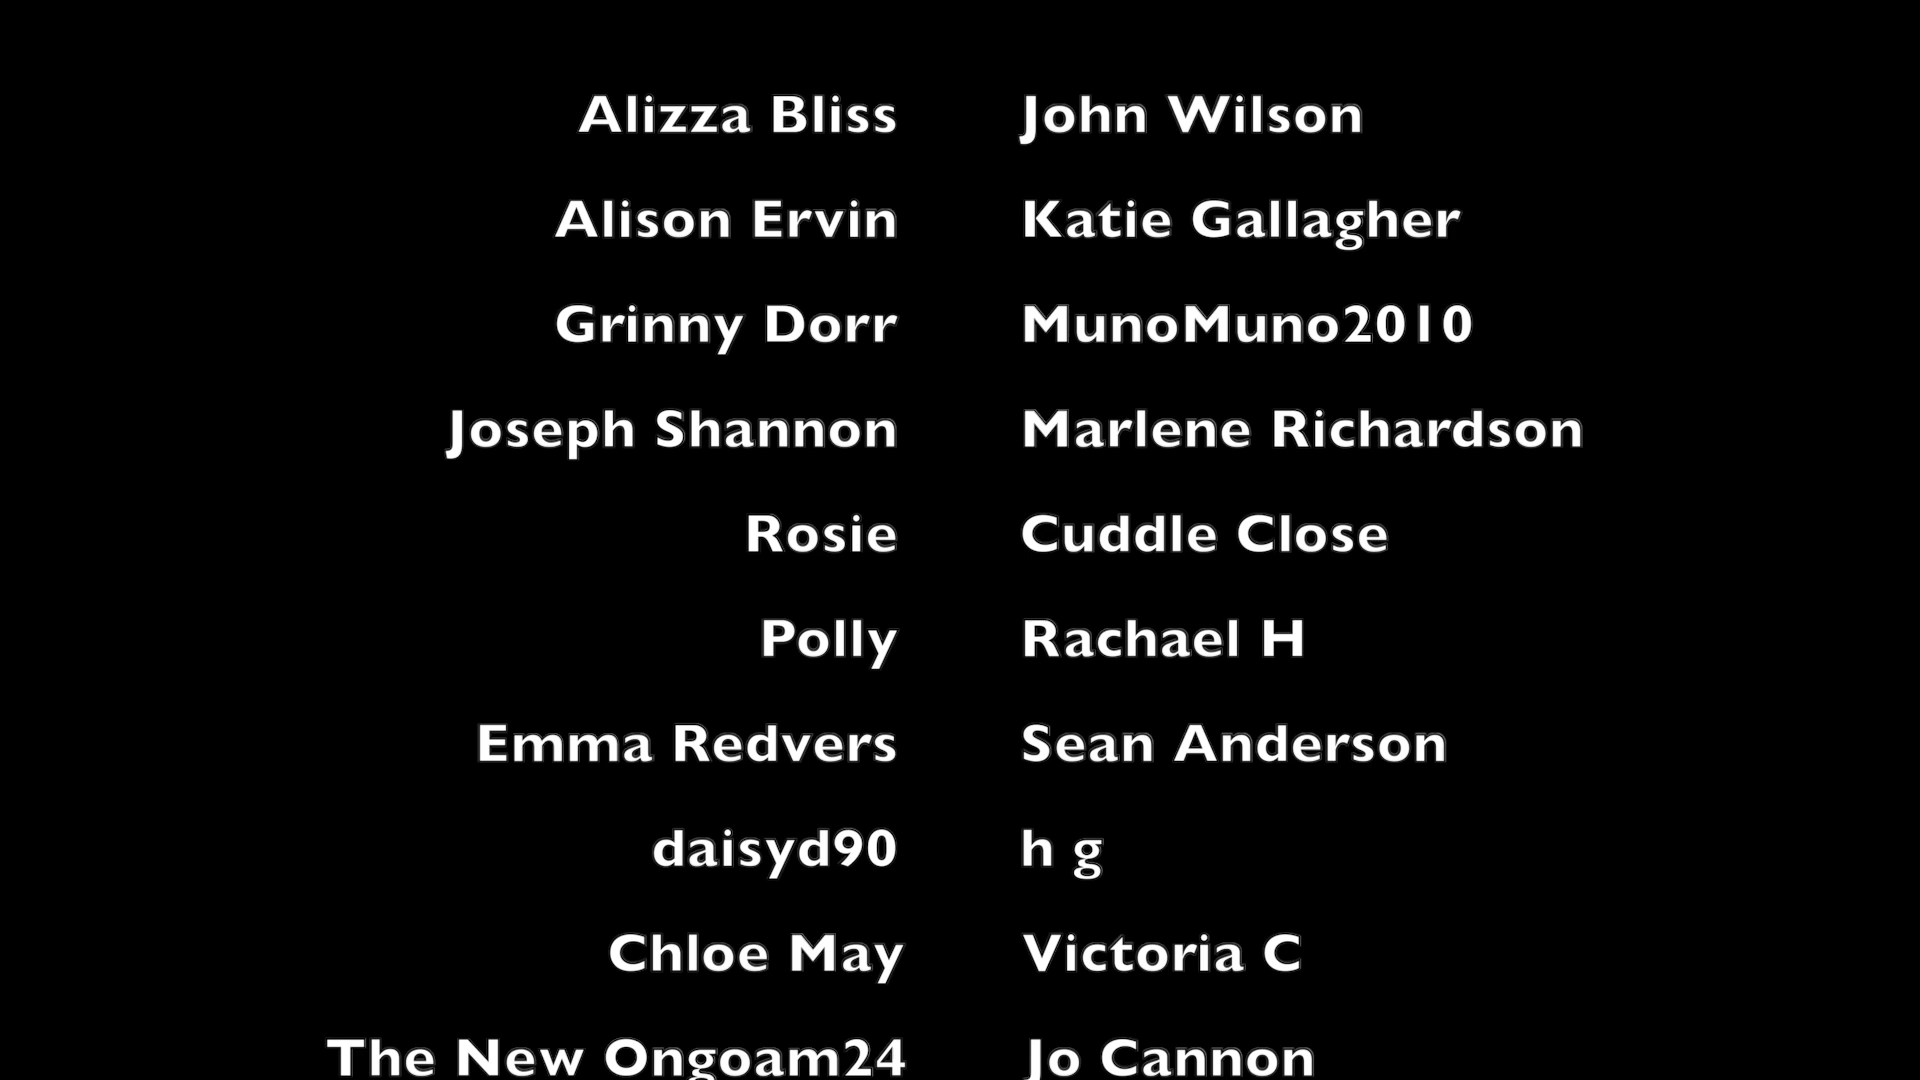 Alizza Bliss John Wilson
Alison Ervin Katie Gallagher
Grinny Dorr MunoMuno2010
Joseph Shannon Marlene Richardson
Rosie Cuddle Close
Polly Rachael H
Emma Redvers Sean Anderson
daisyd90 h g
Chloe May Victoria C
The New Ongoam24 Jo Cannon